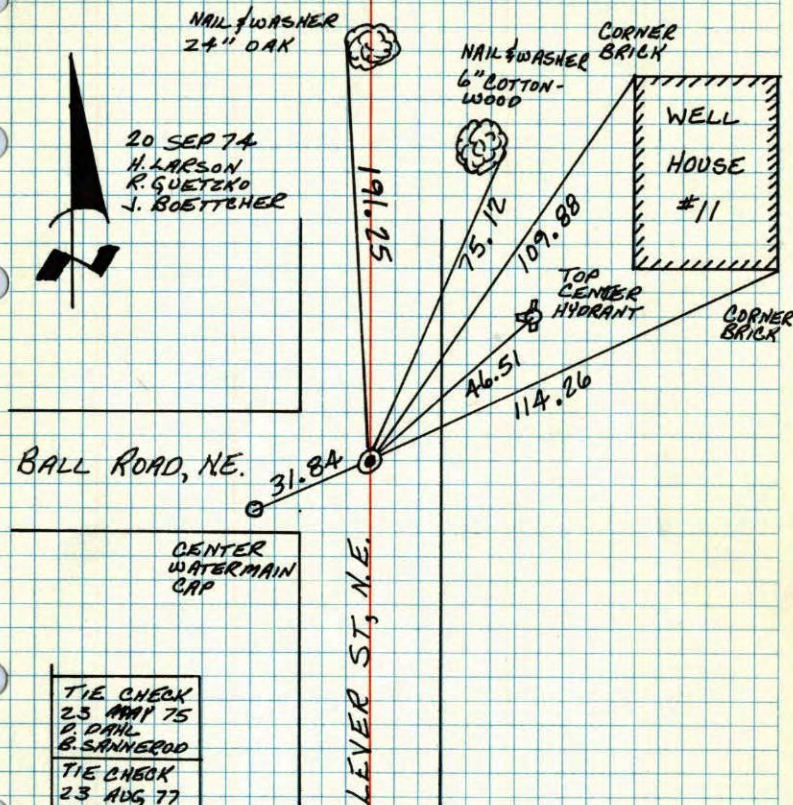 NAIL & WASHER
24" OAK
NAIL & WASHER
6" COTTON-
WOOD
CORNER
BRICK
WELL
HOUSE
#11
20 SEP 74
H. LARSON
R. GUETZKO
J. BOETTCHER
N
191.25
75.12
109.88
TOP
CENTER
HYDRANT
CORNER
BRICK
46.51
114.26
BALL ROAD, NE.
31.84
CENTER
WATERMAIN
CAP
LEVER ST, N.E.
TIE CHECK
23 MAY 75
D. DAHL
B. SANNEROD
TIE CHECK
23 AUG 77